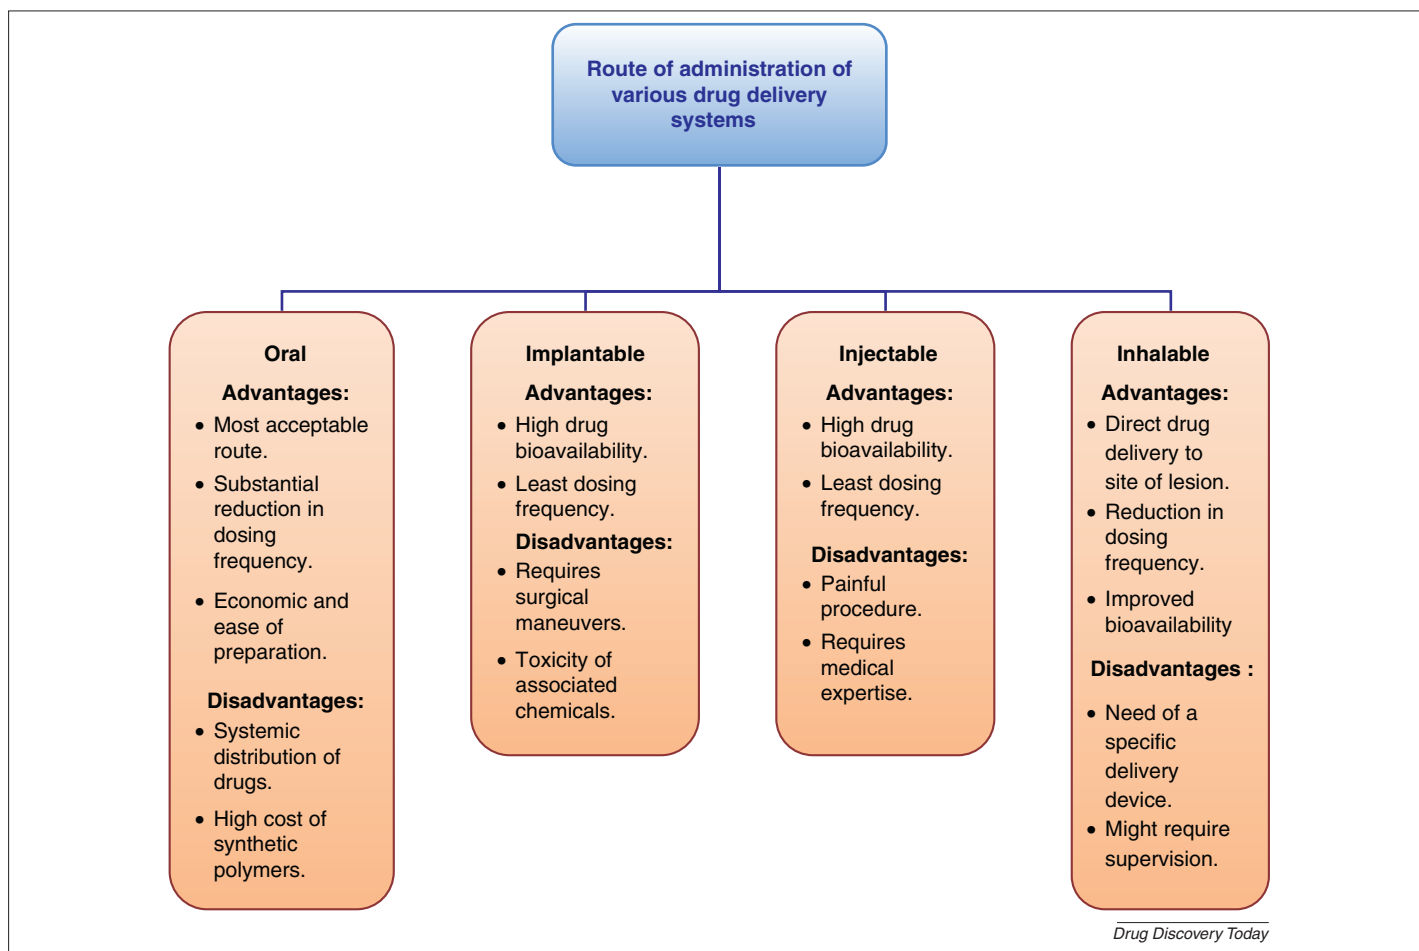 Route of administration of
various drug delivery
systems
Oral
Advantages:
• Most acceptable
route.
• Substantial
reduction in
dosing
frequency.
• Economic and
ease of
preparation.
Disadvantages:
• Systemic
distribution of
drugs.
• High cost of
synthetic
polymers.
Implantable
Advantages:
• High drug
bioavailability.
• Least dosing
frequency.
Disadvantages:
• Requires
surgical
maneuvers.
• Toxicity of
associated
chemicals.
Injectable
Advantages:
• High drug
bioavailability.
• Least dosing
frequency.
Disadvantages:
• Painful
procedure.
• Requires
medical
expertise.
Inhalable
Advantages:
• Direct drug
delivery to
site of lesion.
• Reduction in
dosing
frequency.
• Improved
bioavailability
Disadvantages :
• Need of a
specific
delivery
device.
• Might require
supervision.
Drug Discovery Today